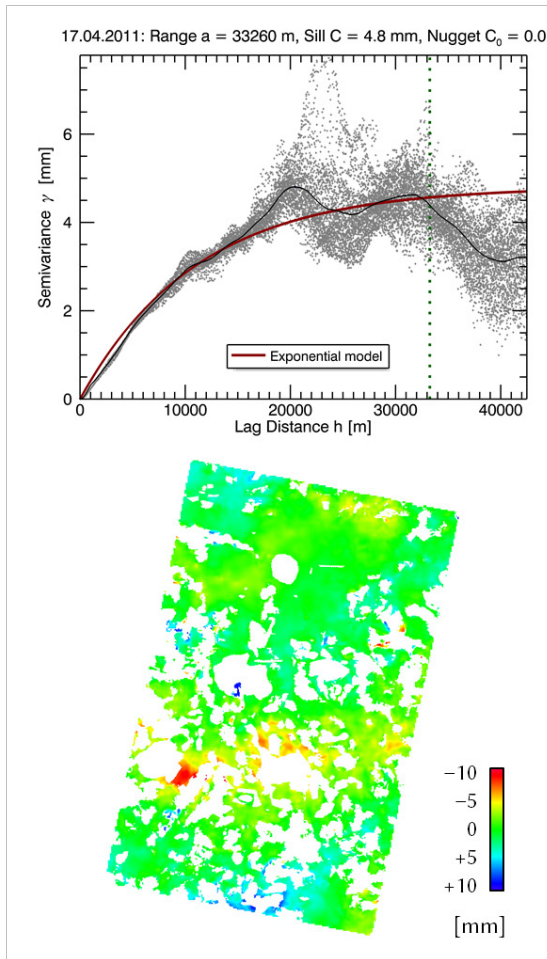 17.04.2011: Range a = 33260 m, Sill C = 4.8 mm, Nugget C₀ = 0.0
6
4
2
0
Semivariance γ [mm]
Exponential model
0 10000 20000 30000 40000
Lag Distance h [m]
−10
−5
0
+5
+10
[mm]